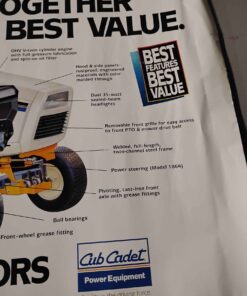 OGETHER
BEST VALUE.
OHV V-twin cylinder engine
with full pressure lubrication
and spin-on oil filter
Hood & side panels-
rustproof, engineered
materials with color
molded through
BEST
FEATURES
BEST
VALUE
Dual 35-watt
sealed-beam
headlights
Removable front grille for easy access
to front PTO & mower drive belt
Welded, full-length,
two-channel steel frame
Power steering (Model 1864)
Pivoting, cast-iron front
axle with grease fittings
Ball bearings
Front-wheel grease fitting
ORS
Cub Cadet
Power Equipment